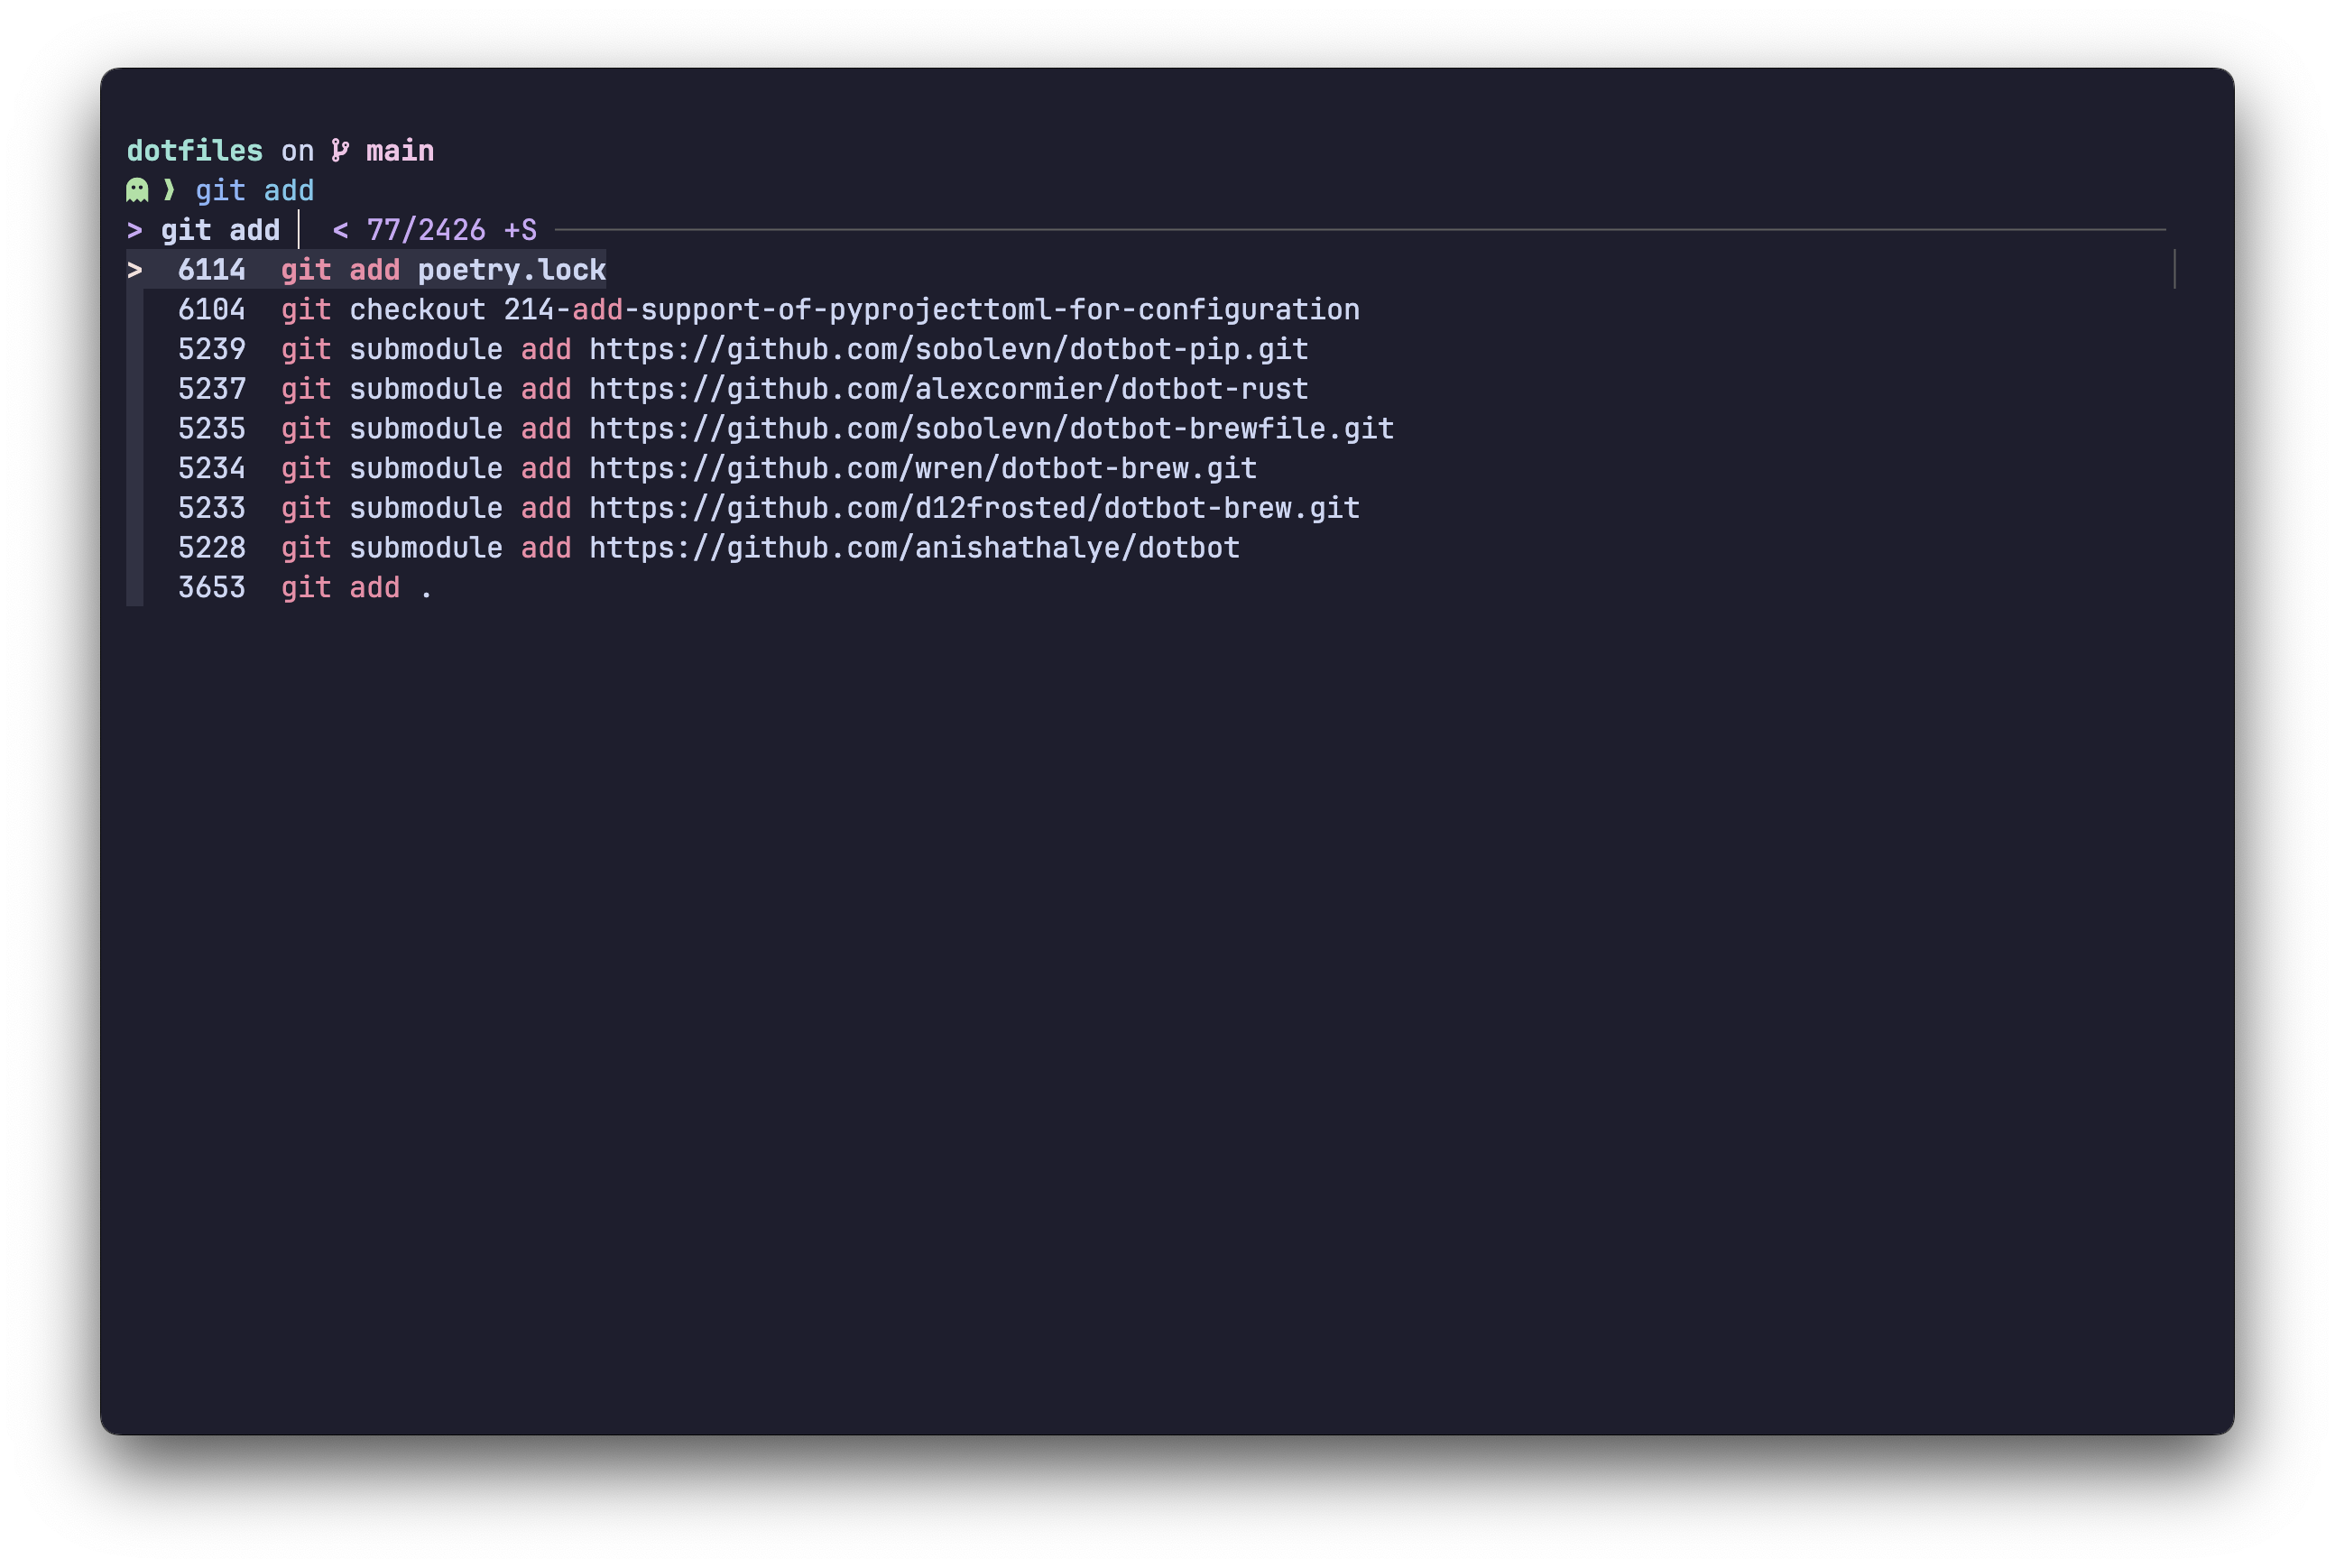 dotfiles on main
❱ git add
> git add < 77/2426 +S
> 6114 git add poetry.lock
6104 git checkout 214-add-support-of-pyprojecttoml-for-configuration
5239 git submodule add https://github.com/sobolevn/dotbot-pip.git
5237 git submodule add https://github.com/alexcormier/dotbot-rust
5235 git submodule add https://github.com/sobolevn/dotbot-brewfile.git
5234 git submodule add https://github.com/wren/dotbot-brew.git
5233 git submodule add https://github.com/d12frosted/dotbot-brew.git
5228 git submodule add https://github.com/anishathalye/dotbot
3653 git add .